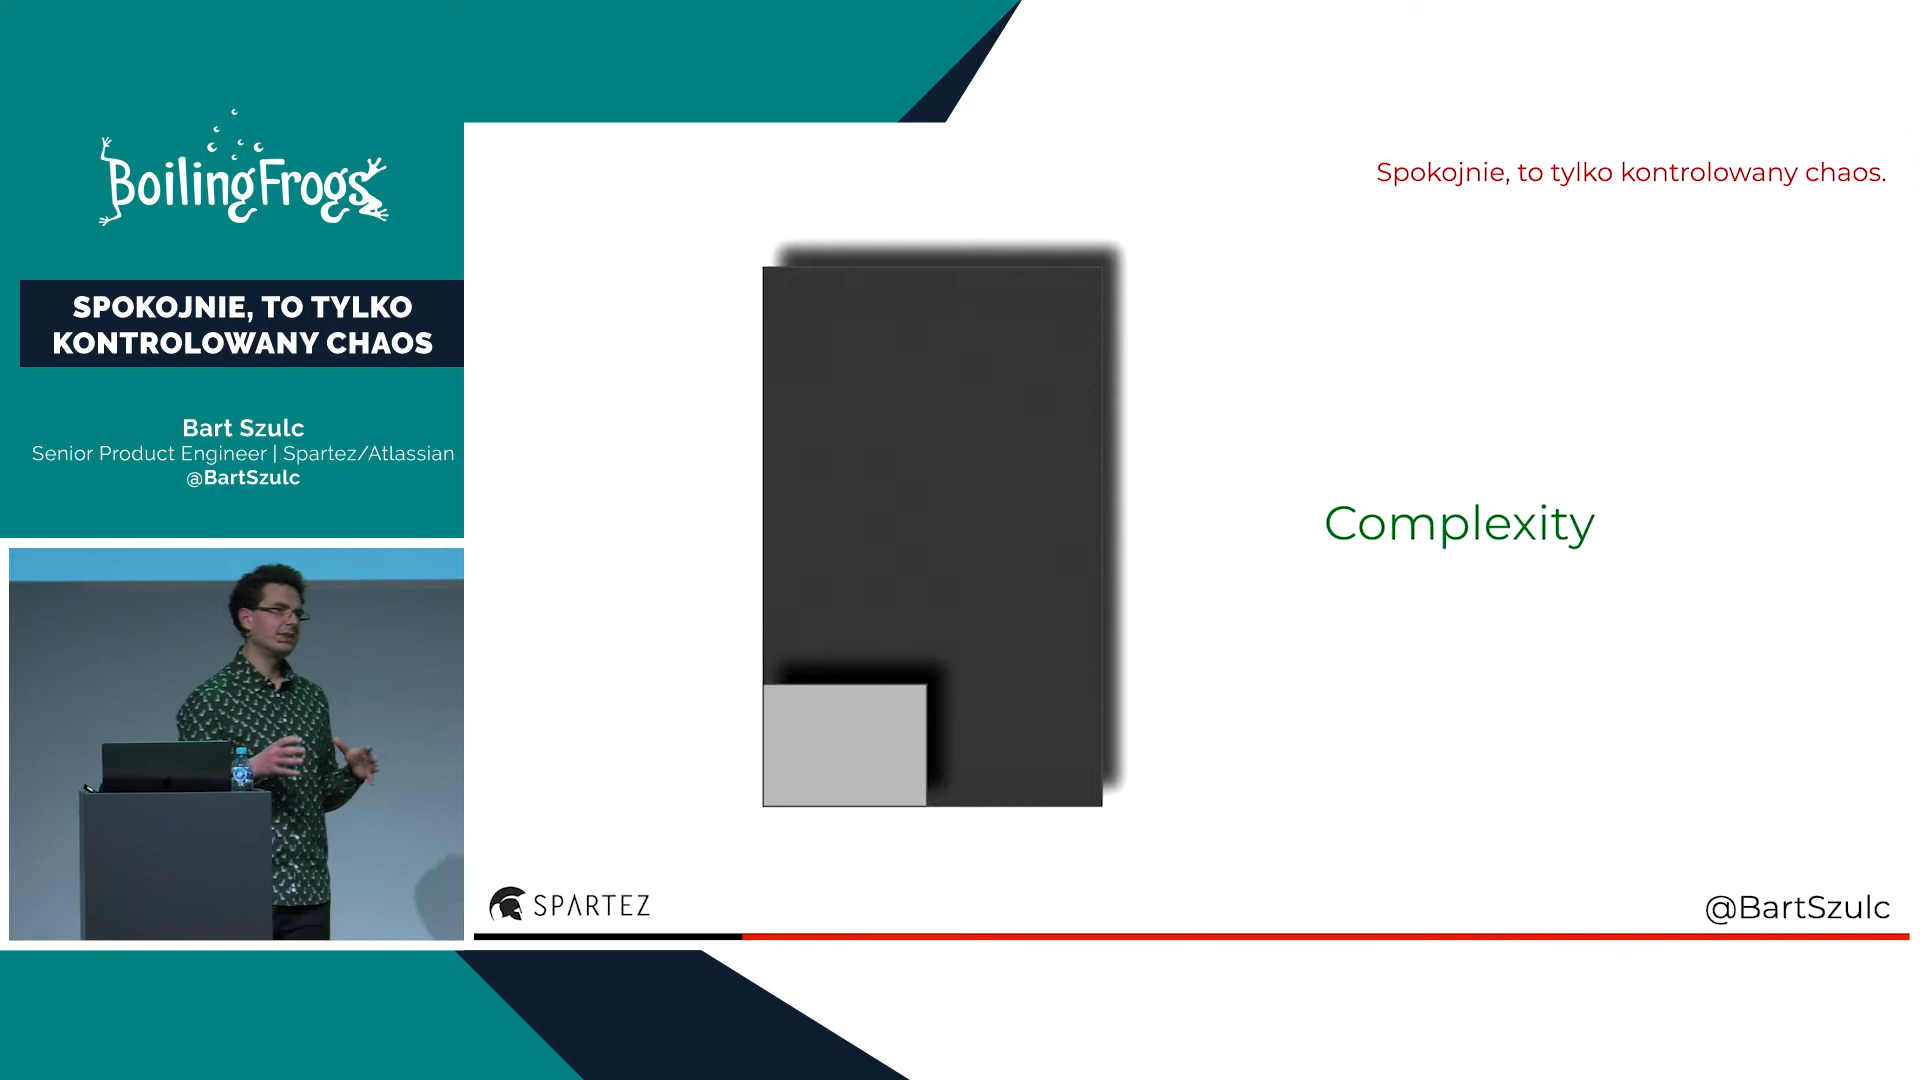 BoilingFrogs
SPOKOJNIE, TO TYLKO
KONTROLOWANY CHAOS
Bart Szulc
Senior Product Engineer | Spartez/Atlassian
@BartSzulc
Spokojnie, to tylko kontrolowany chaos.
Complexity
SPARTEZ
@BartSzulc